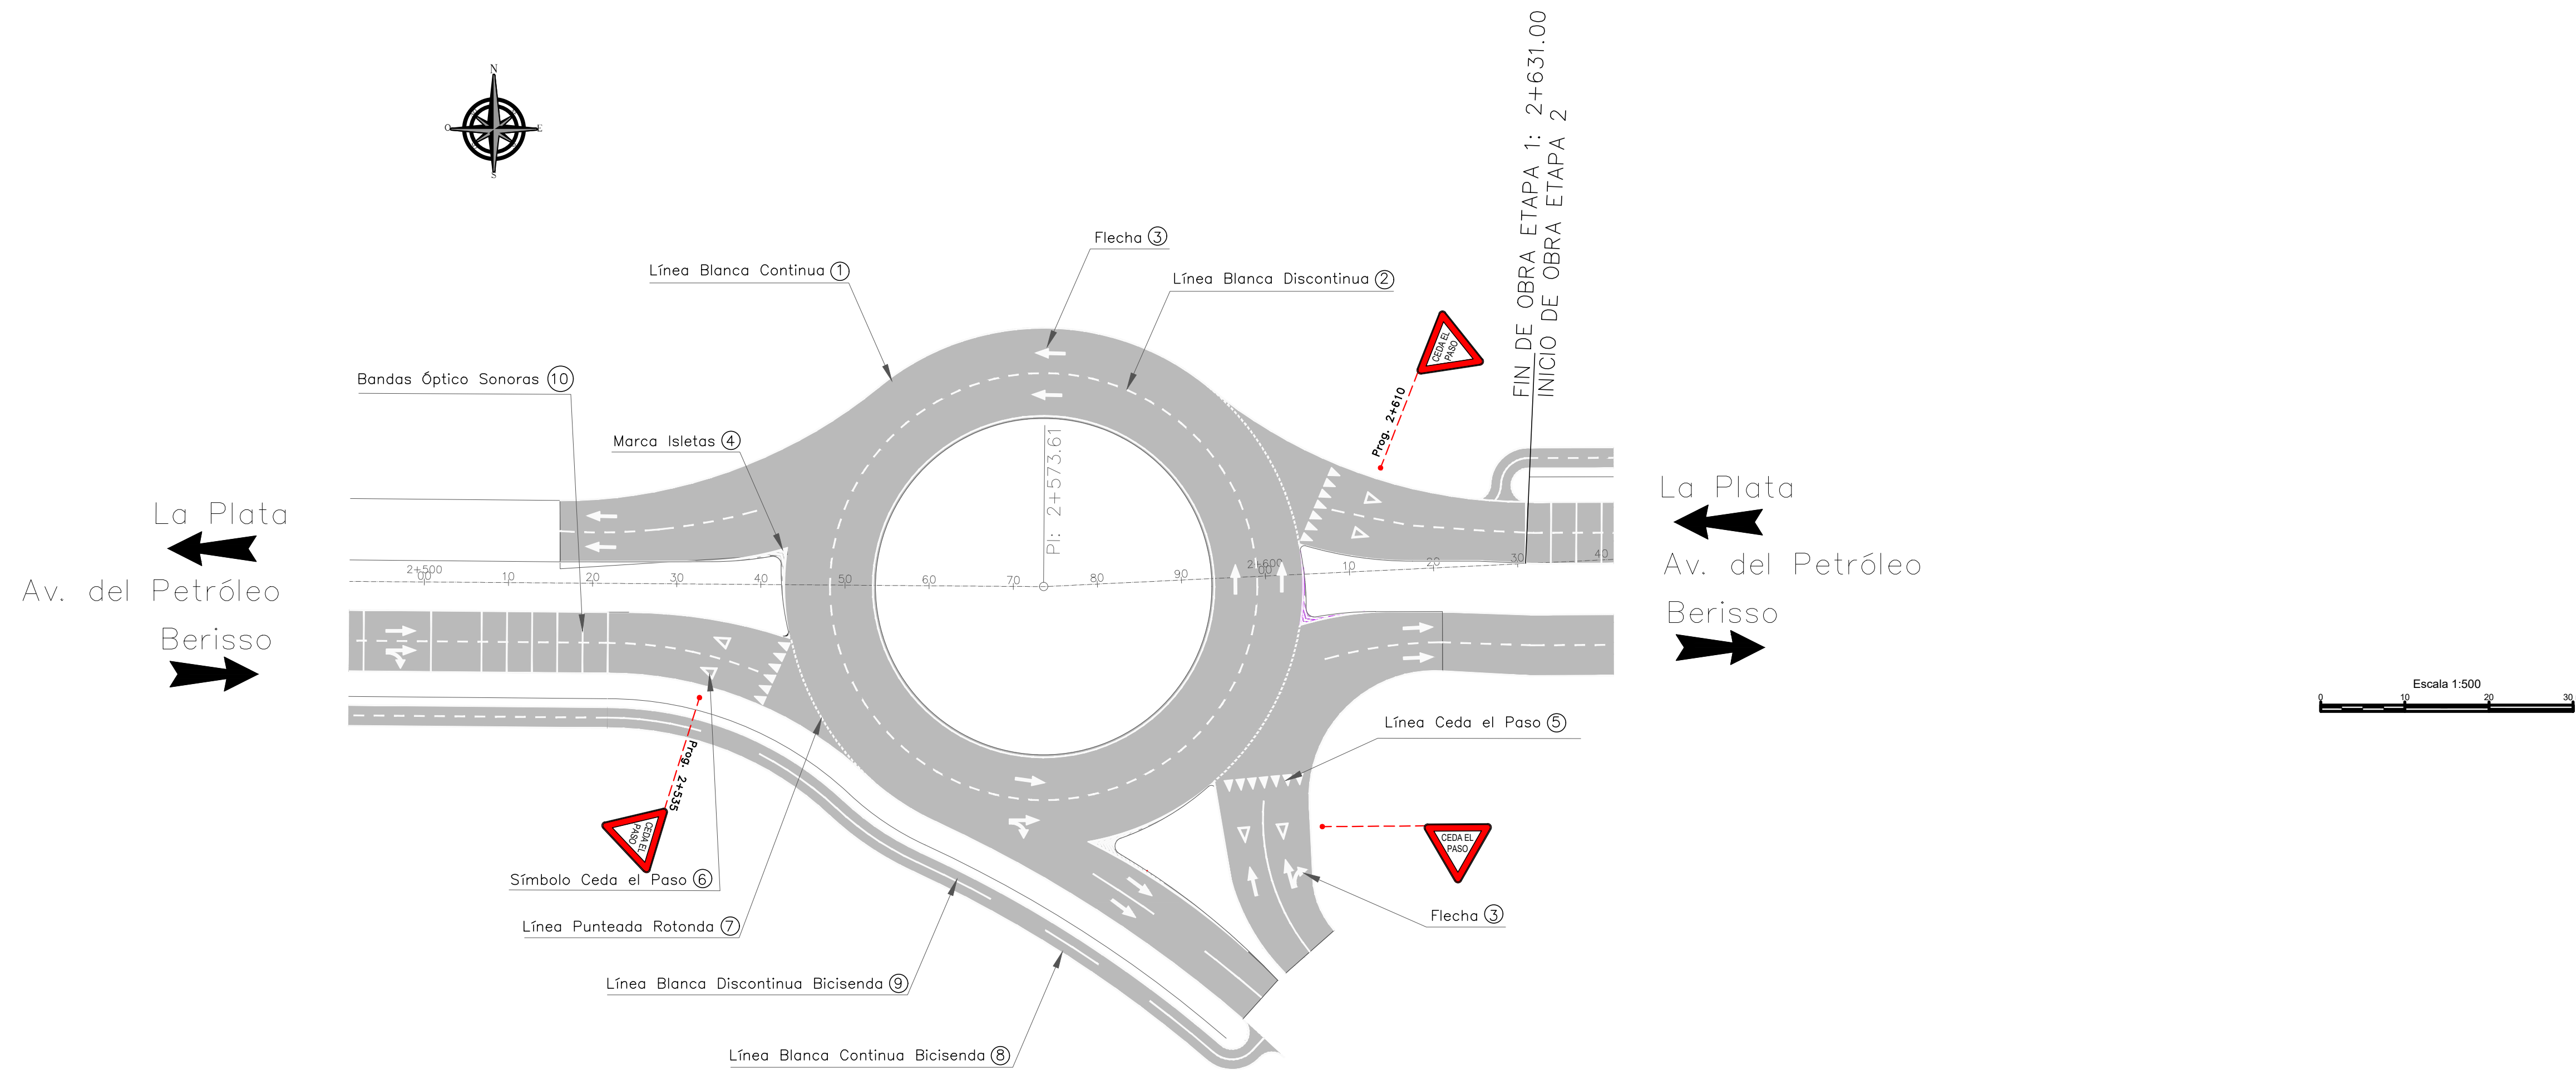 N
O
E
S
FIN DE OBRA ETAPA 1: 2+631.00
INICIO DE OBRA ETAPA 2
Flecha 3
Línea Blanca Continua 1
Línea Blanca Discontinua 2
CEDA EL
PASO
Prog. 2+610
Bandas Óptico Sonoras 10
Marca Isletas 4
PI: 2+573.61
La Plata
Av. del Petróleo
Berisso
La Plata
Av. del Petróleo
Berisso
2+500
00
10
20
30
40
50
60
70
80
90
2+600
00
10
20
30
40
Escala 1:500
0
10
20
30
Prog. 2+535
CEDA EL
PASO
Línea Ceda el Paso 5
CEDA EL
PASO
Símbolo Ceda el Paso 6
Flecha 3
Línea Punteada Rotonda 7
Línea Blanca Discontinua Bicisenda 9
Línea Blanca Continua Bicisenda 8